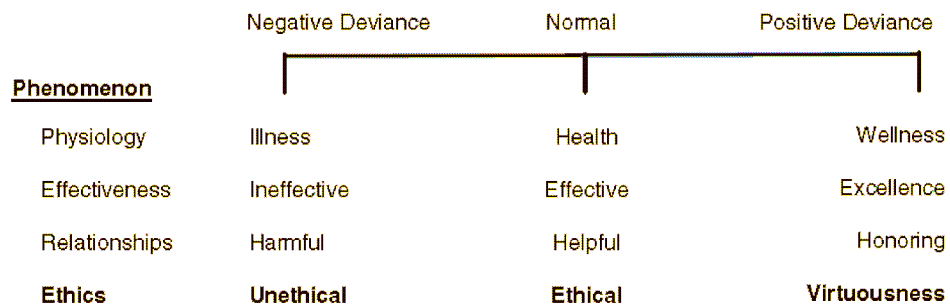 Negative Deviance Normal Positive Deviance
Phenomenon
Physiology Illness Health Wellness
Effectiveness Ineffective Effective Excellence
Relationships Harmful Helpful Honoring
Ethics Unethical Ethical Virtuousness